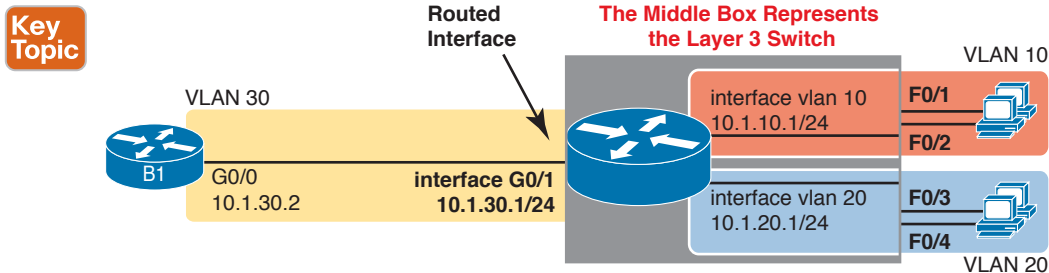 Key
Topic
Routed
Interface
The Middle Box Represents
the Layer 3 Switch
VLAN 10
VLAN 30
interface vlan 10
10.1.10.1/24
F0/1
F0/2
B1
G0/0
10.1.30.2
interface G0/1
10.1.30.1/24
interface vlan 20
10.1.20.1/24
F0/3
F0/4
VLAN 20